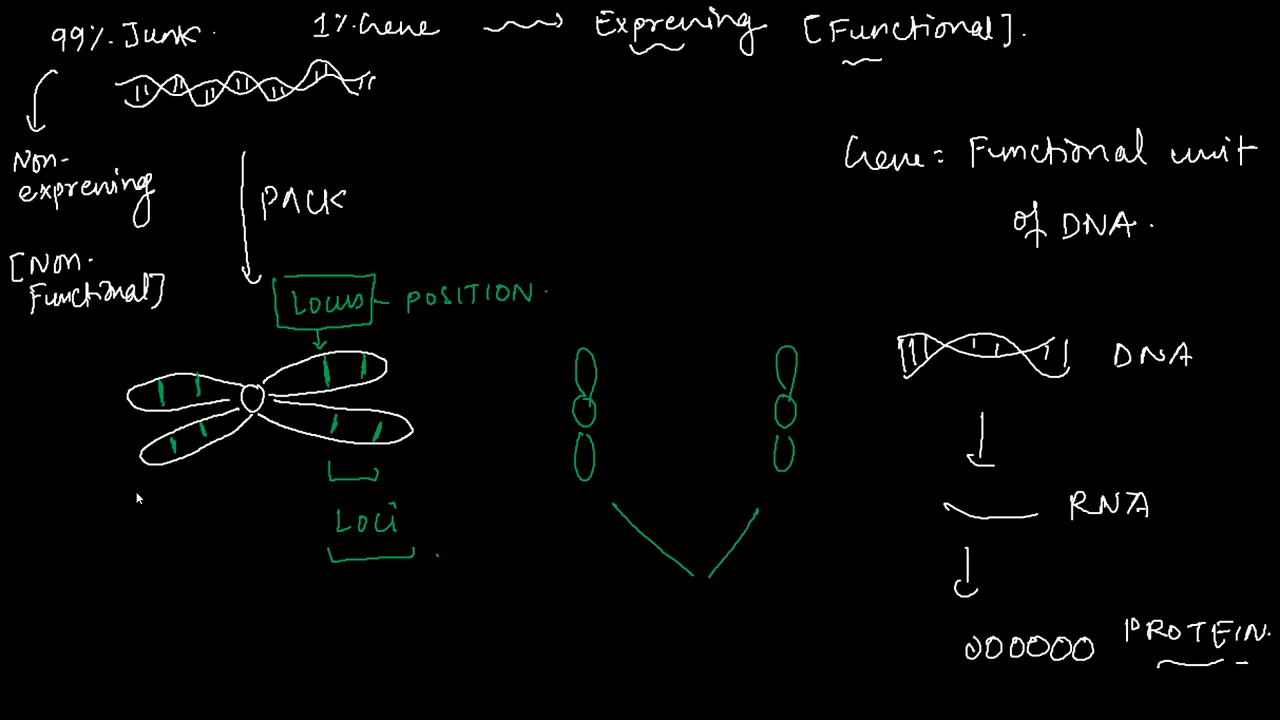 99%. Junk.
1%. Gene
Expressing [Functional].
Non-
expressing
[Non-
Functional]
PACK
Gene = Functional unit
of DNA.
Locus - POSITION.
DNA
Loci
RNA
PROTEIN.